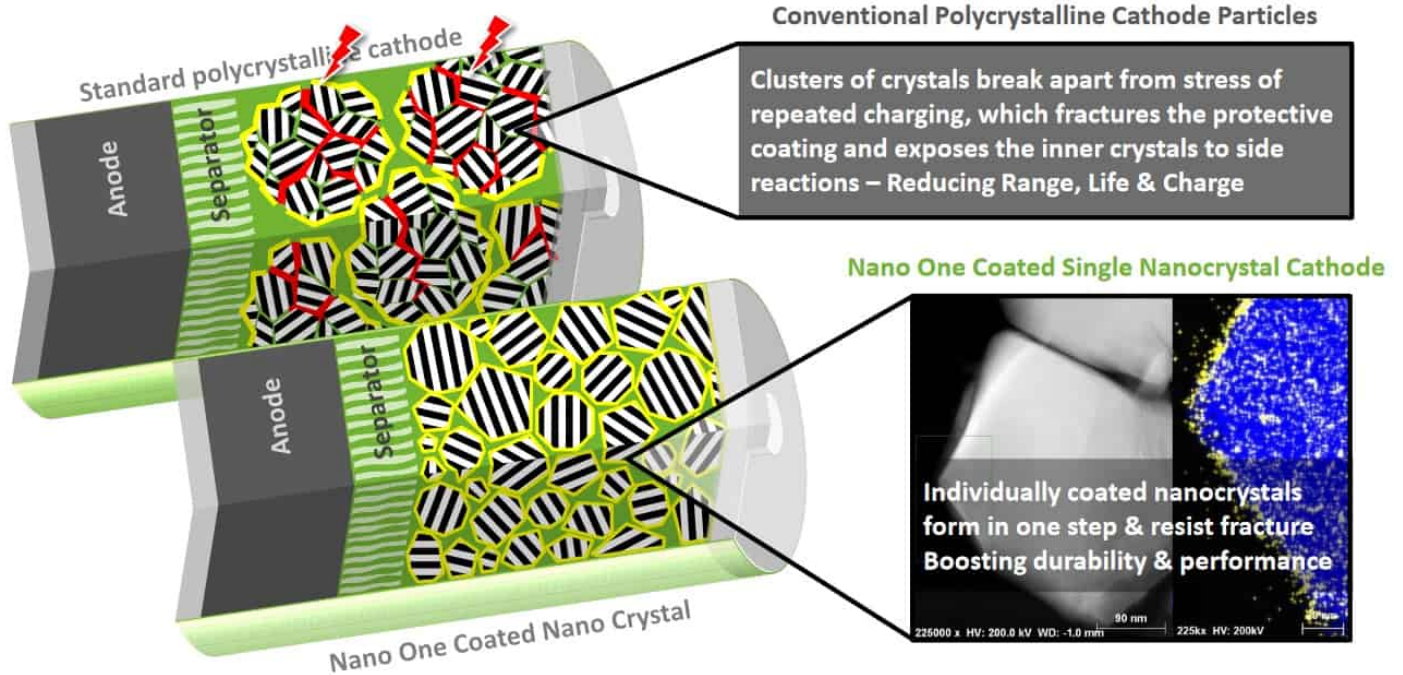 Conventional Polycrystalline Cathode Particles
Standard polycrystalline cathode
Clusters of crystals break apart from stress of
repeated charging, which fractures the protective
coating and exposes the inner crystals to side
reactions – Reducing Range, Life & Charge
Anode
Separator
Nano One Coated Single Nanocrystal Cathode
Anode
Separator
Individually coated nanocrystals
form in one step & resist fracture
Boosting durability & performance
90 nm
225000 x HV: 200.0 kV WD: -1.0 mm
225kx HV: 200kV
Nano One Coated Nano Crystal